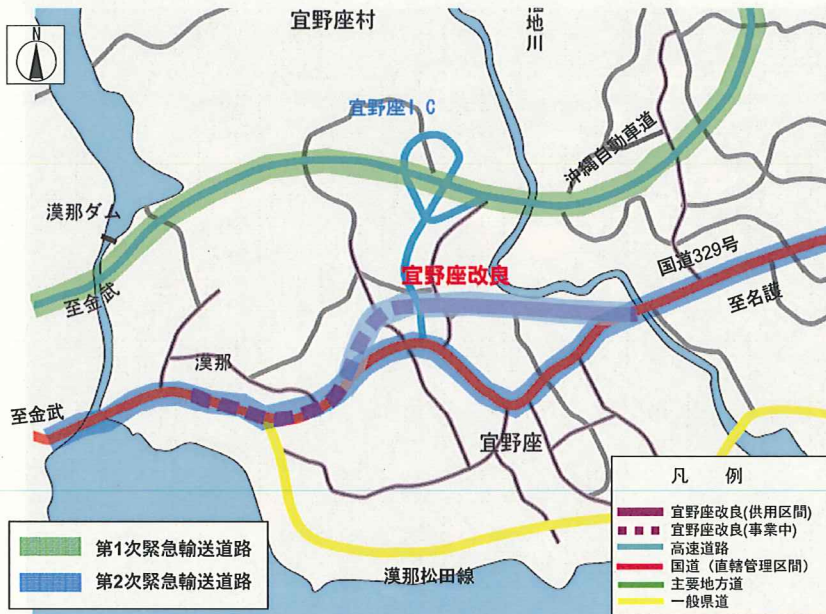 宜野座村
地川
N
宜野座IC
沖縄自動車道
漢那ダム
国道329号
宜野座改良
至金武
至名護
漢那
至金武
宜野座
凡 例
宜野座改良(供用区間)
宜野座改良(事業中)
高速道路
国道（直轄管理区間）
主要地方道
一般県道
第1次緊急輸送道路
第2次緊急輸送道路
漢那松田線